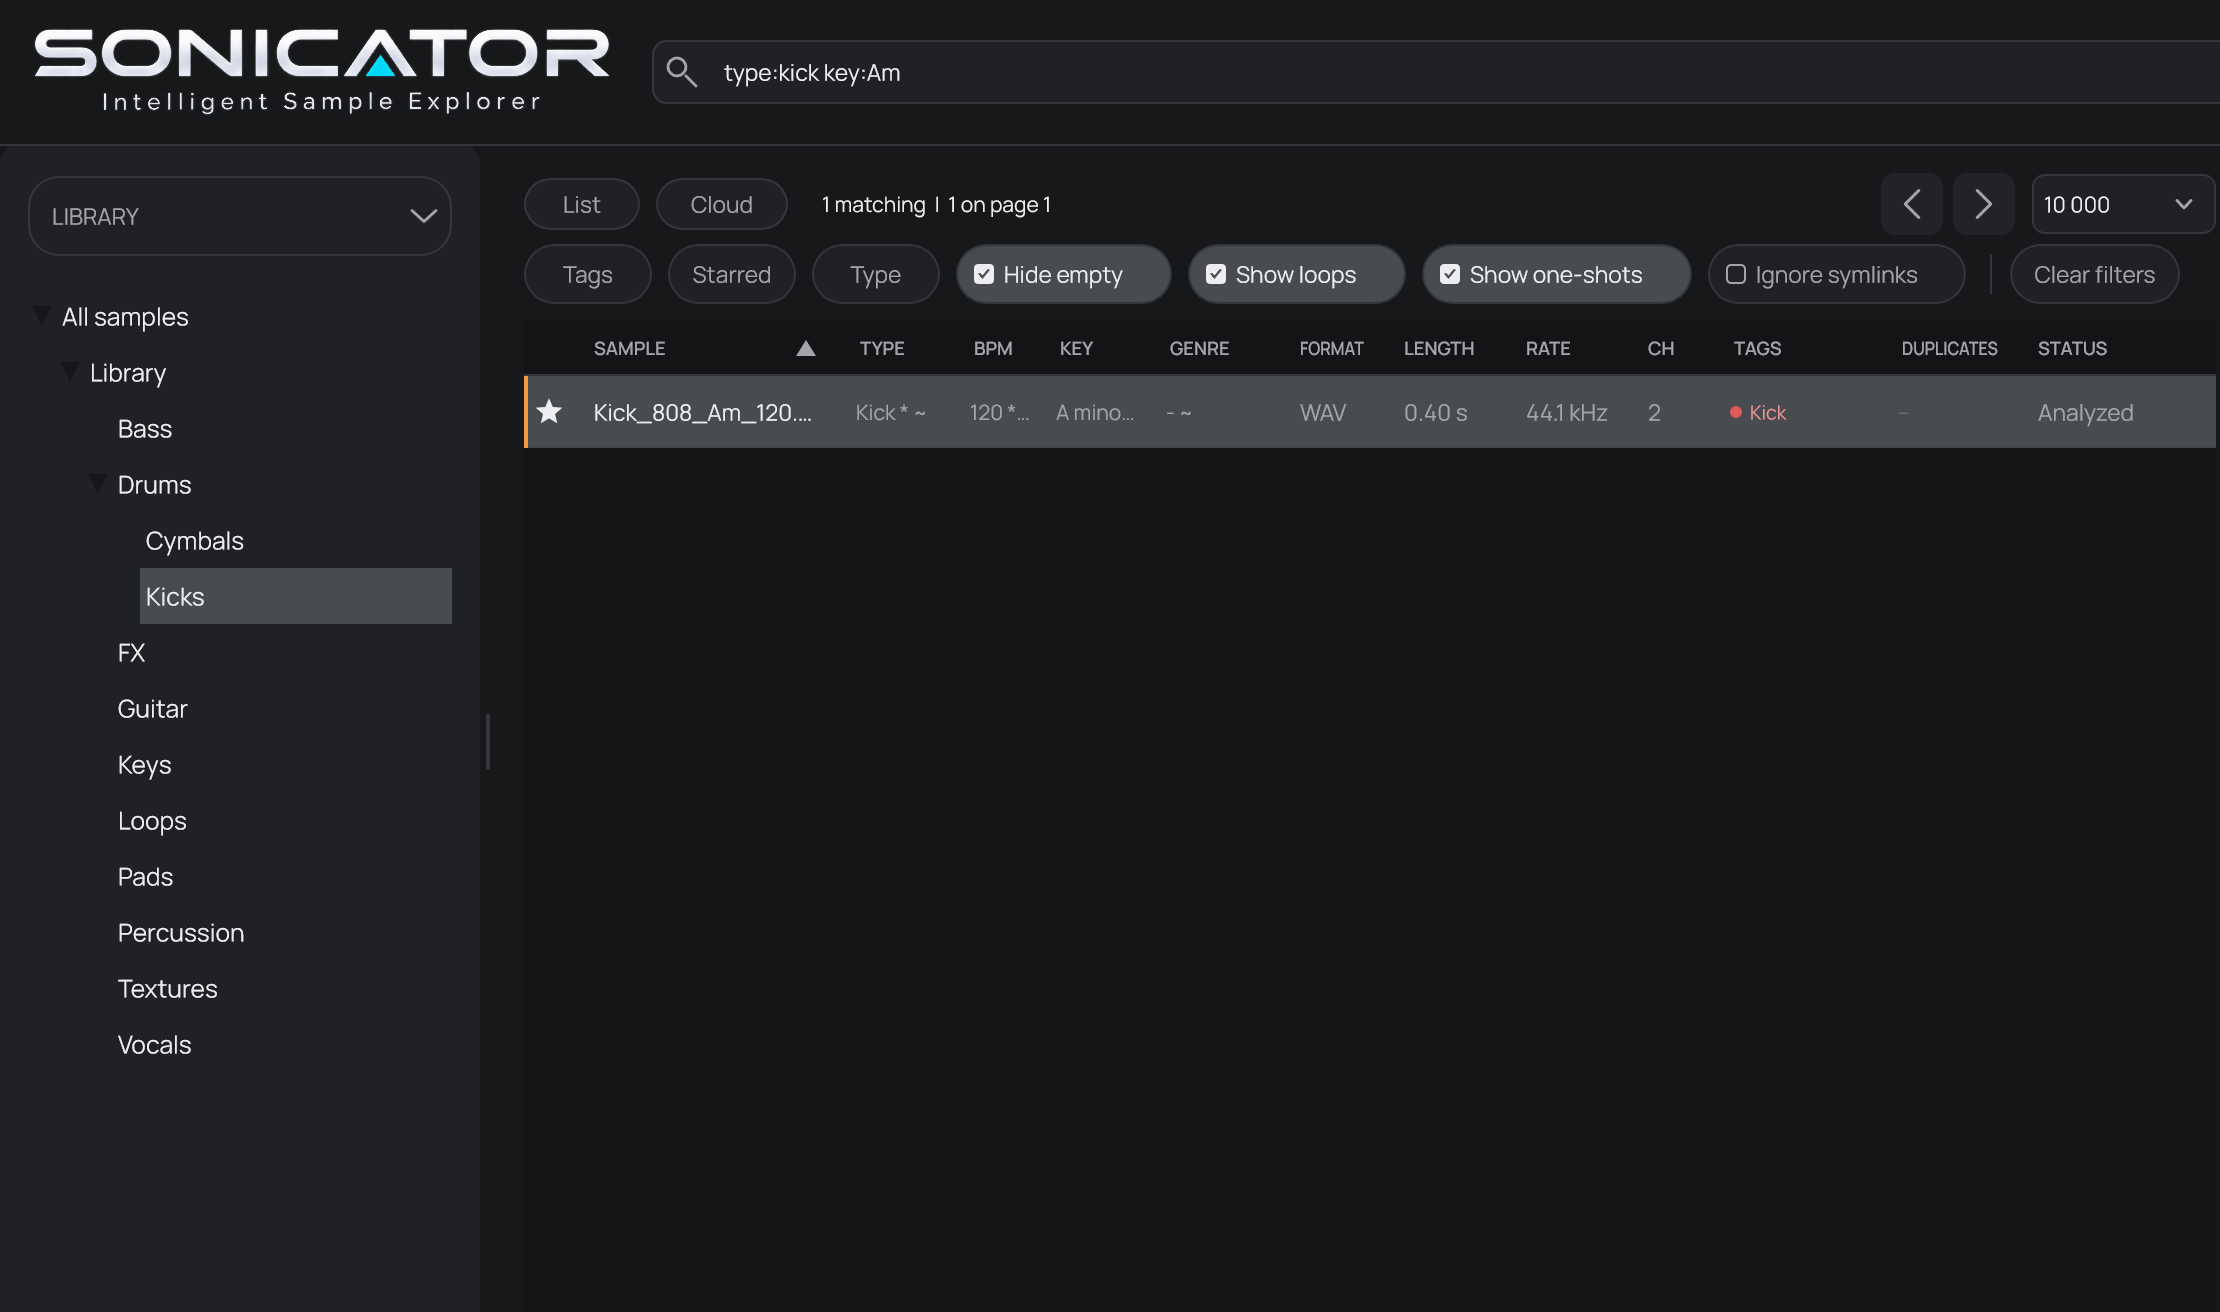 SONICATOR
Intelligent Sample Explorer
type:kick key:Am
LIBRARY
All samples
Library
Bass
Drums
Cymbals
Kicks
FX
Guitar
Keys
Loops
Pads
Percussion
Textures
Vocals
List Cloud 1 matching | 1 on page 1 10 000
Tags Starred Type Hide empty Show loops Show one-shots Ignore symlinks Clear filters
SAMPLE TYPE BPM KEY GENRE FORMAT LENGTH RATE CH TAGS DUPLICATES STATUS
Kick_808_Am_120.... Kick * ~ 120 *... A mino... - ~ WAV 0.40 s 44.1 kHz 2 Kick – Analyzed